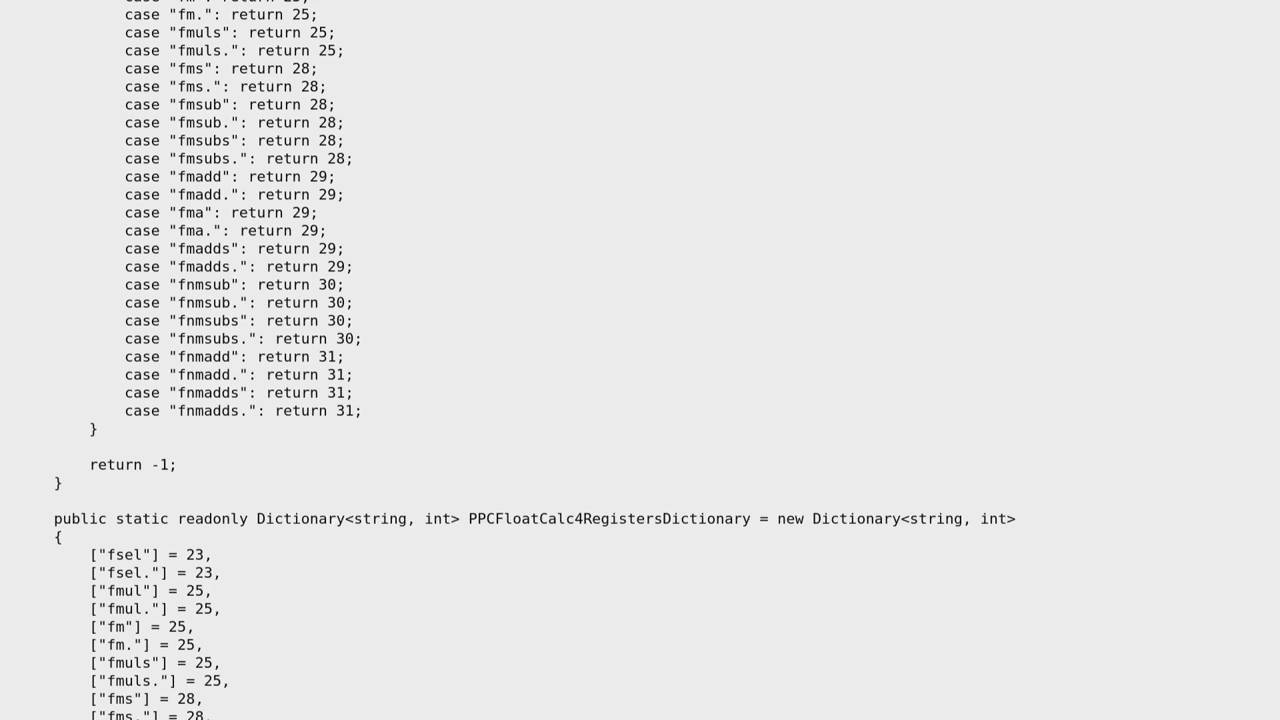 case "fm.": return 25;
case "fmuls": return 25;
case "fmuls.": return 25;
case "fms": return 28;
case "fms.": return 28;
case "fmsub": return 28;
case "fmsub.": return 28;
case "fmsubs": return 28;
case "fmsubs.": return 28;
case "fmadd": return 29;
case "fmadd.": return 29;
case "fma": return 29;
case "fma.": return 29;
case "fmadds": return 29;
case "fmadds.": return 29;
case "fnmsub": return 30;
case "fnmsub.": return 30;
case "fnmsubs": return 30;
case "fnmsubs.": return 30;
case "fnmadd": return 31;
case "fnmadd.": return 31;
case "fnmadds": return 31;
case "fnmadds.": return 31;
}
return -1;
}
public static readonly Dictionary<string, int> PPCFloatCalc4RegistersDictionary = new Dictionary<string, int>
{
["fsel"] = 23,
["fsel."] = 23,
["fmul"] = 25,
["fmul."] = 25,
["fm"] = 25,
["fm."] = 25,
["fmuls"] = 25,
["fmuls."] = 25,
["fms"] = 28,
["fms."] = 28,